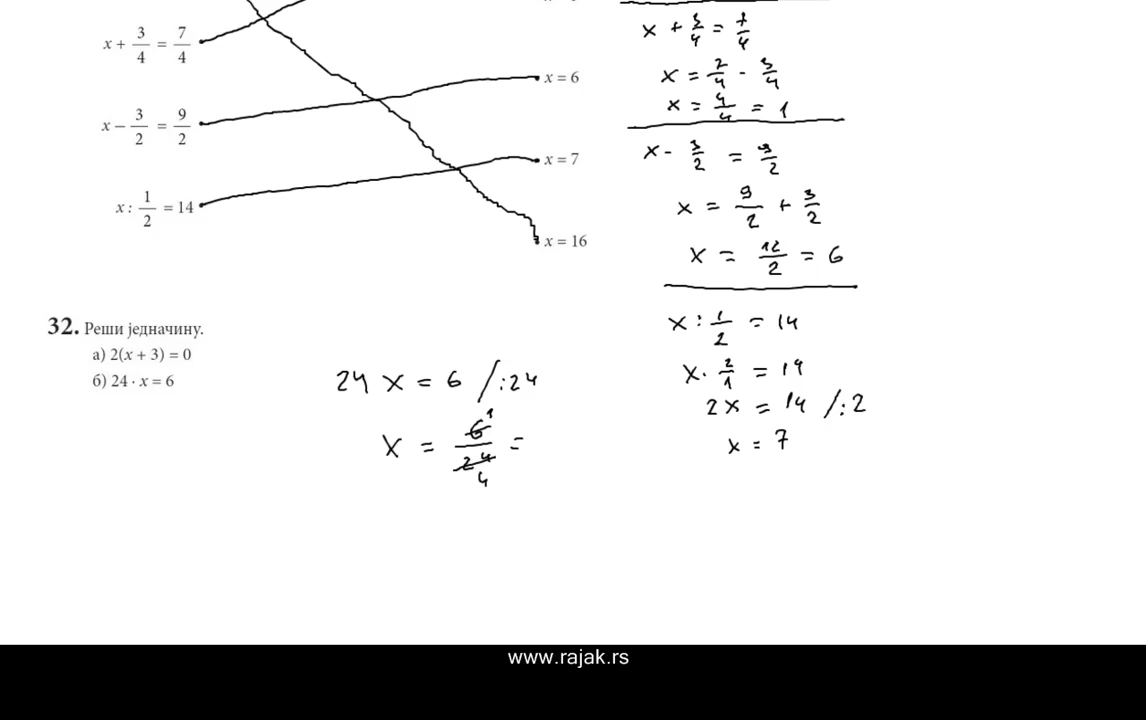 x + 3/4 = 7/4
x = 6
x − 3/2 = 9/2
x = 7
x : 1/2 = 14
x = 16
x + 3/4 = 7/4
x = 7/4 - 3/4
x = 4/4 = 1
x - 3/2 = 9/2
x = 9/2 + 3/2
x = 12/2 = 6
x : 1/2 = 14
x · 2/1 = 14
2x = 14 /:2
x = 7
32. Реши једначину.
а) 2(x + 3) = 0
б) 24 · x = 6
24 x = 6 /:24
x = 6 1/24 4 =
www.rajak.rs